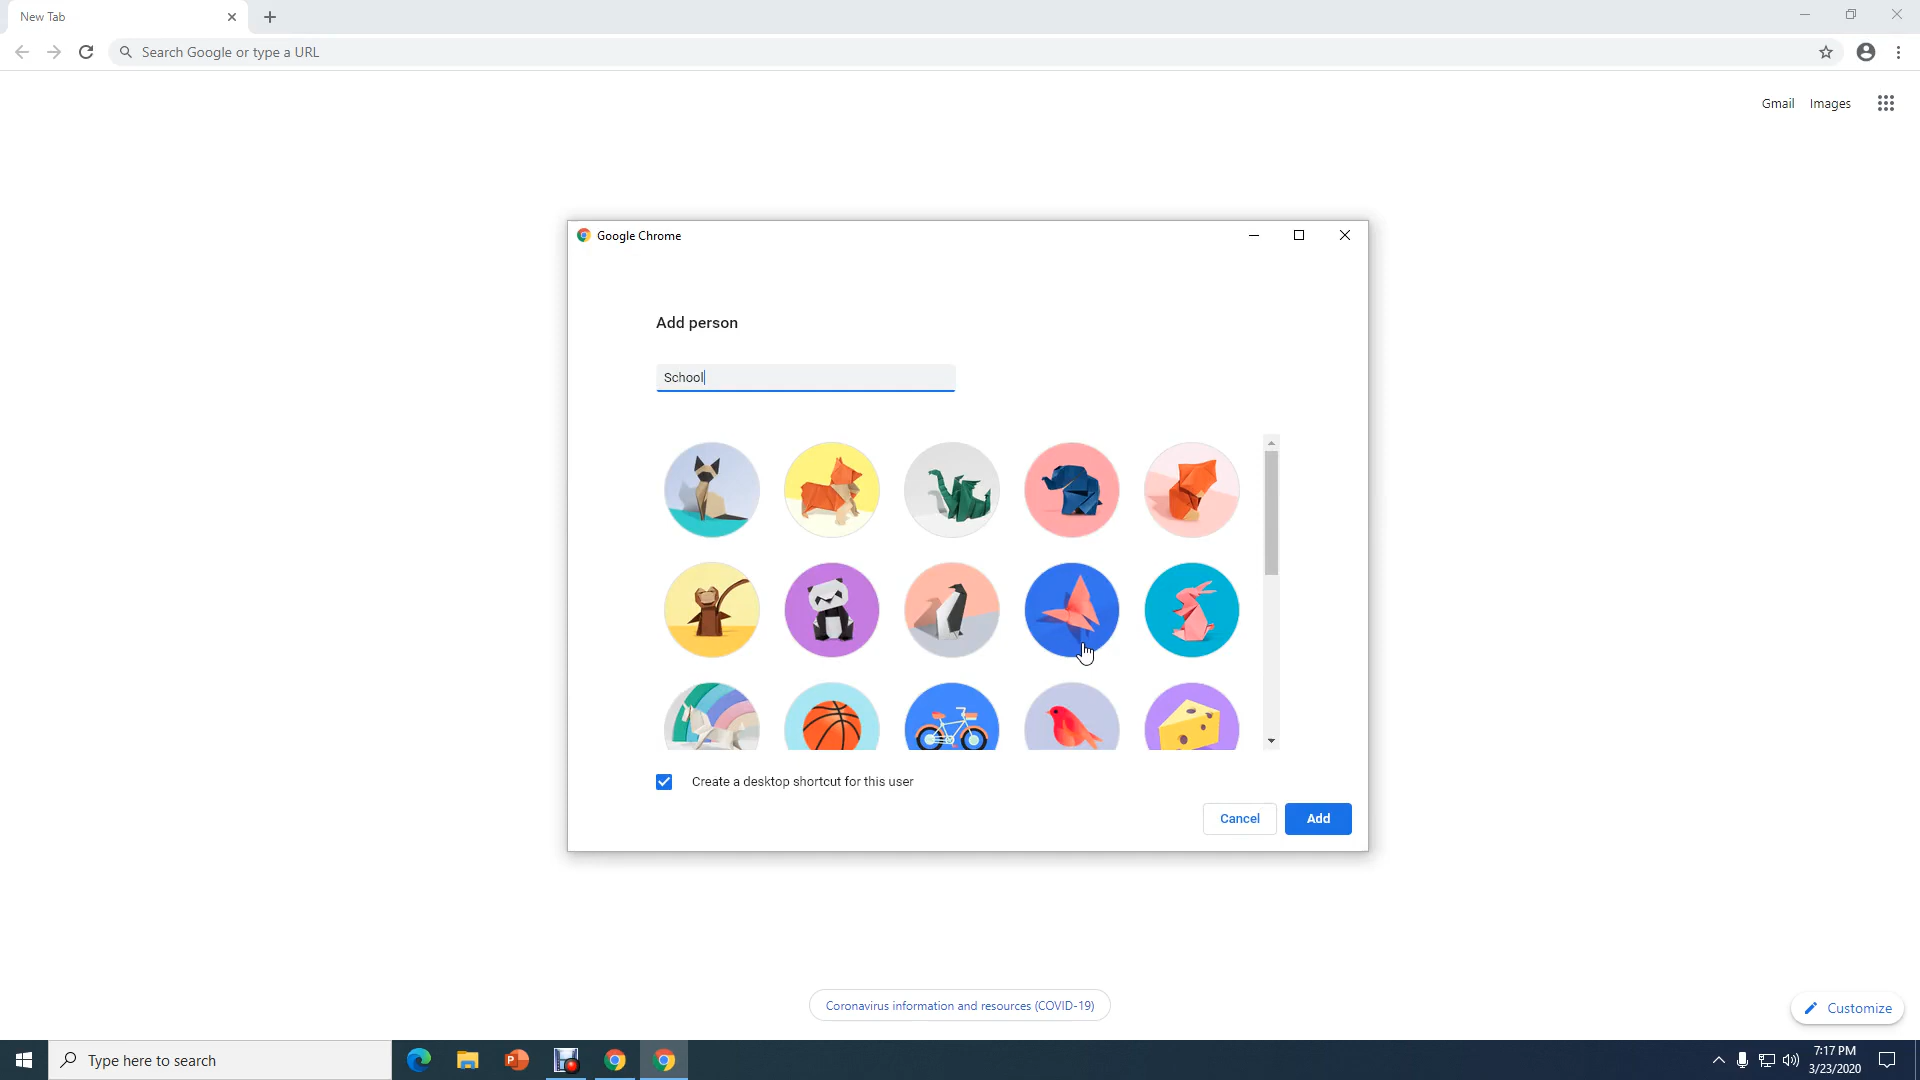 New Tab
Search Google or type a URL
Gmail Images
Google Chrome
Add person
School
Create a desktop shortcut for this user
Cancel Add
Coronavirus information and resources (COVID-19)
Customize
Type here to search
7:17 PM
3/23/2020